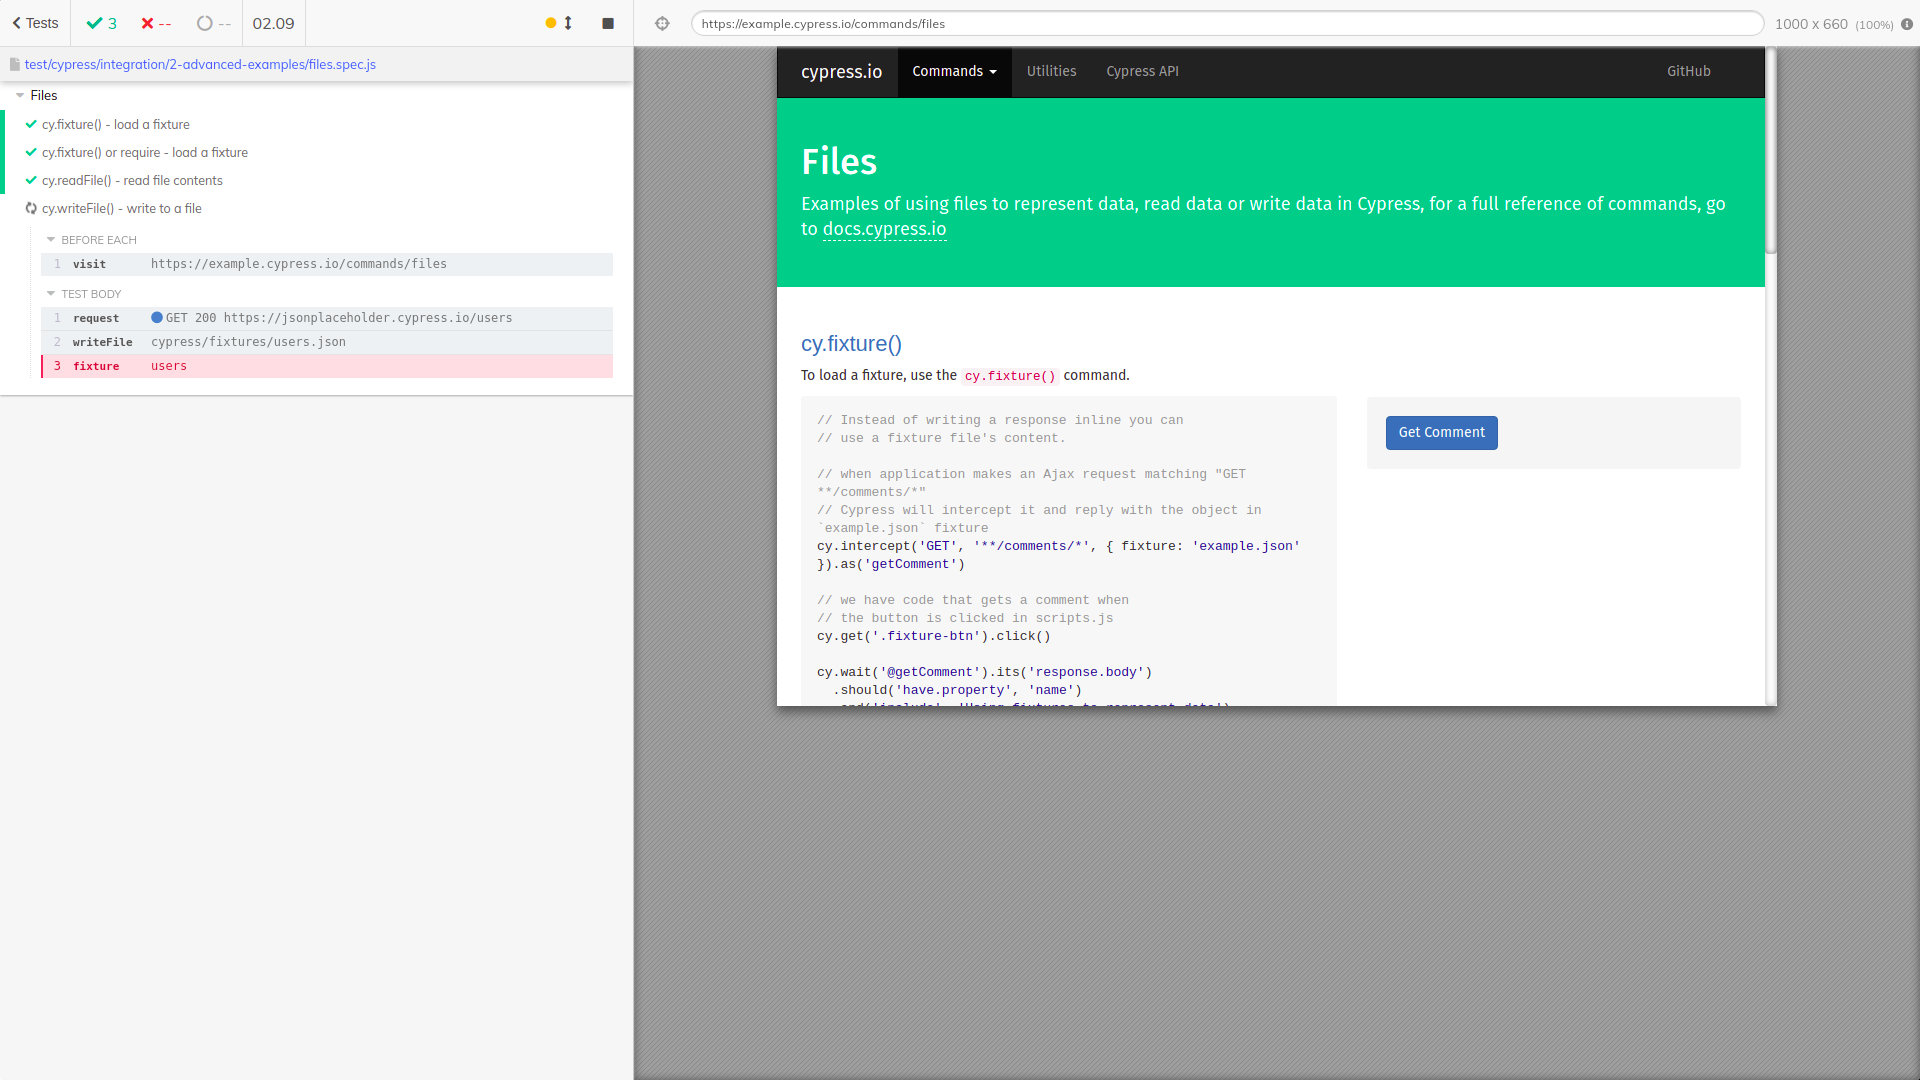 Tests
3
--
--
02.09
https://example.cypress.io/commands/files
1000 x 660 (100%)
test/cypress/integration/2-advanced-examples/files.spec.js
Files
cy.fixture() - load a fixture
cy.fixture() or require - load a fixture
cy.readFile() - read file contents
cy.writeFile() - write to a file
BEFORE EACH
1 visit https://example.cypress.io/commands/files
TEST BODY
1 request GET 200 https://jsonplaceholder.cypress.io/users
2 writeFile cypress/fixtures/users.json
3 fixture users
cypress.io Commands Utilities Cypress API GitHub
Files
Examples of using files to represent data, read data or write data in Cypress, for a full reference of commands, go
to docs.cypress.io
cy.fixture()
To load a fixture, use the cy.fixture() command.
// Instead of writing a response inline you can
// use a fixture file's content.
// when application makes an Ajax request matching "GET
**/comments/*"
// Cypress will intercept it and reply with the object in
`example.json` fixture
cy.intercept('GET', '**/comments/*', { fixture: 'example.json'
}).as('getComment')
// we have code that gets a comment when
// the button is clicked in scripts.js
cy.get('.fixture-btn').click()
cy.wait('@getComment').its('response.body')
.should('have.property', 'name')
.and('include', 'Using fixtures to represent data')
Get Comment